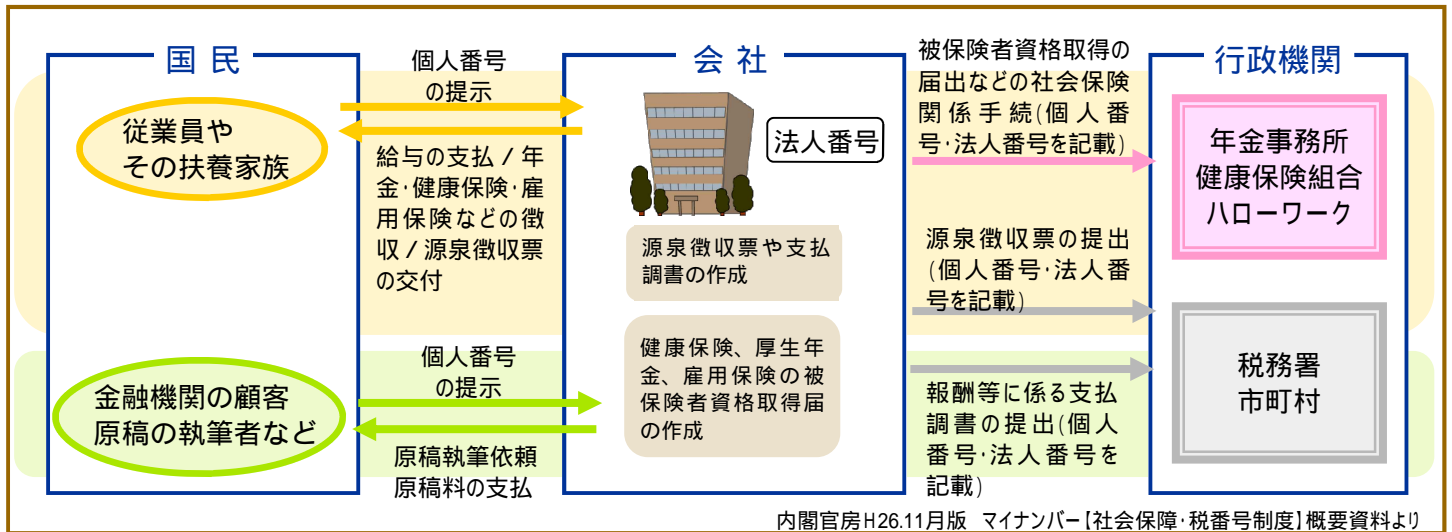 国民
従業員や
その扶養家族
金融機関の顧客
原稿の執筆者など
個人番号
の提示
給与の支払/年
金･健康保険･雇
用保険などの徴
収/源泉徴収票
の交付
個人番号
の提示
原稿執筆依頼
原稿料の支払
会社
法人番号
源泉徴収票や支払
調書の作成
健康保険、厚生年
金、雇用保険の被
保険者資格取得届
の作成
被保険者資格取得の
届出などの社会保険
関係手続(個人番
号･法人番号を記載)
源泉徴収票の提出
(個人番号･法人番
号を記載)
報酬等に係る支払
調書の提出(個人
番号･法人番号を
記載)
行政機関
年金事務所
健康保険組合
ハローワーク
税務署
市町村
内閣官房H26.11月版 マイナンバー【社会保障･税番号制度】概要資料より